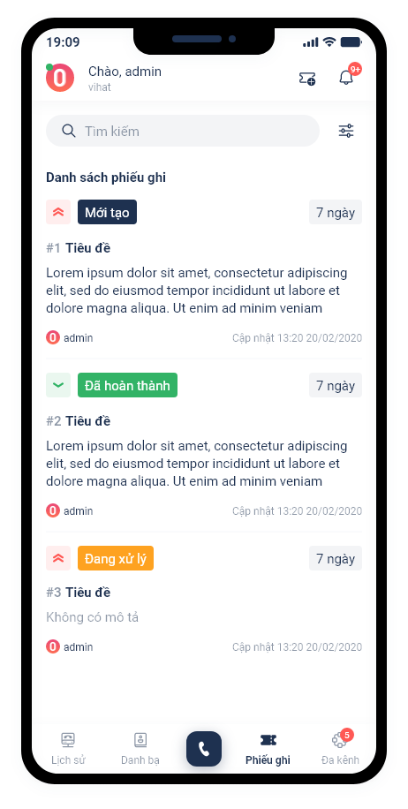 19:09
Chào, admin
vihat
9+
Tìm kiếm
Danh sách phiếu ghi
Mới tạo
7 ngày
#1 Tiêu đề
Lorem ipsum dolor sit amet, consectetur adipiscing
elit, sed do eiusmod tempor incididunt ut labore et
dolore magna aliqua. Ut enim ad minim veniam
admin
Cập nhật 13:20 20/02/2020
Đã hoàn thành
7 ngày
#2 Tiêu đề
Lorem ipsum dolor sit amet, consectetur adipiscing
elit, sed do eiusmod tempor incididunt ut labore et
dolore magna aliqua. Ut enim ad minim veniam
admin
Cập nhật 13:20 20/02/2020
Đang xử lý
7 ngày
#3 Tiêu đề
Không có mô tả
admin
Cập nhật 13:20 20/02/2020
5
Lịch sử
Danh bạ
Phiếu ghi
Đa kênh